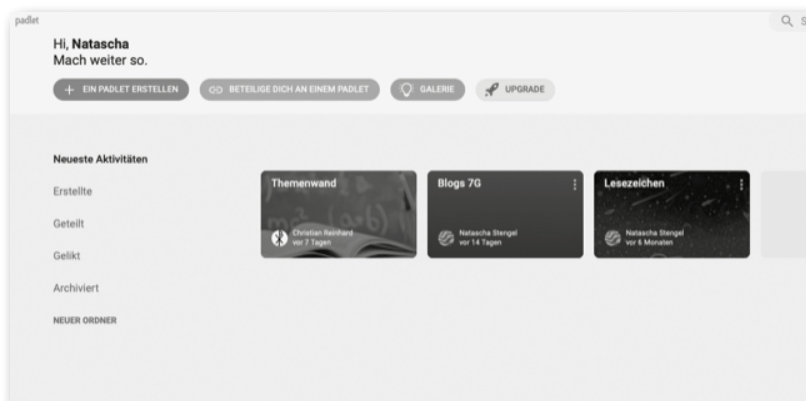 padlet
Hi, Natascha
Mach weiter so.
EIN PADLET ERSTELLEN
BETEILIGE DICH AN EINEM PADLET
GALERIE
UPGRADE
Neueste Aktivitäten
Erstellte
Geteilt
Gelikt
Archiviert
NEUER ORDNER
Themenwand
Christian Reinhard
vor 7 Tagen
Blogs 7G
Natascha Stengel
vor 14 Tagen
Lesezeichen
Natascha Stengel
vor 6 Monaten